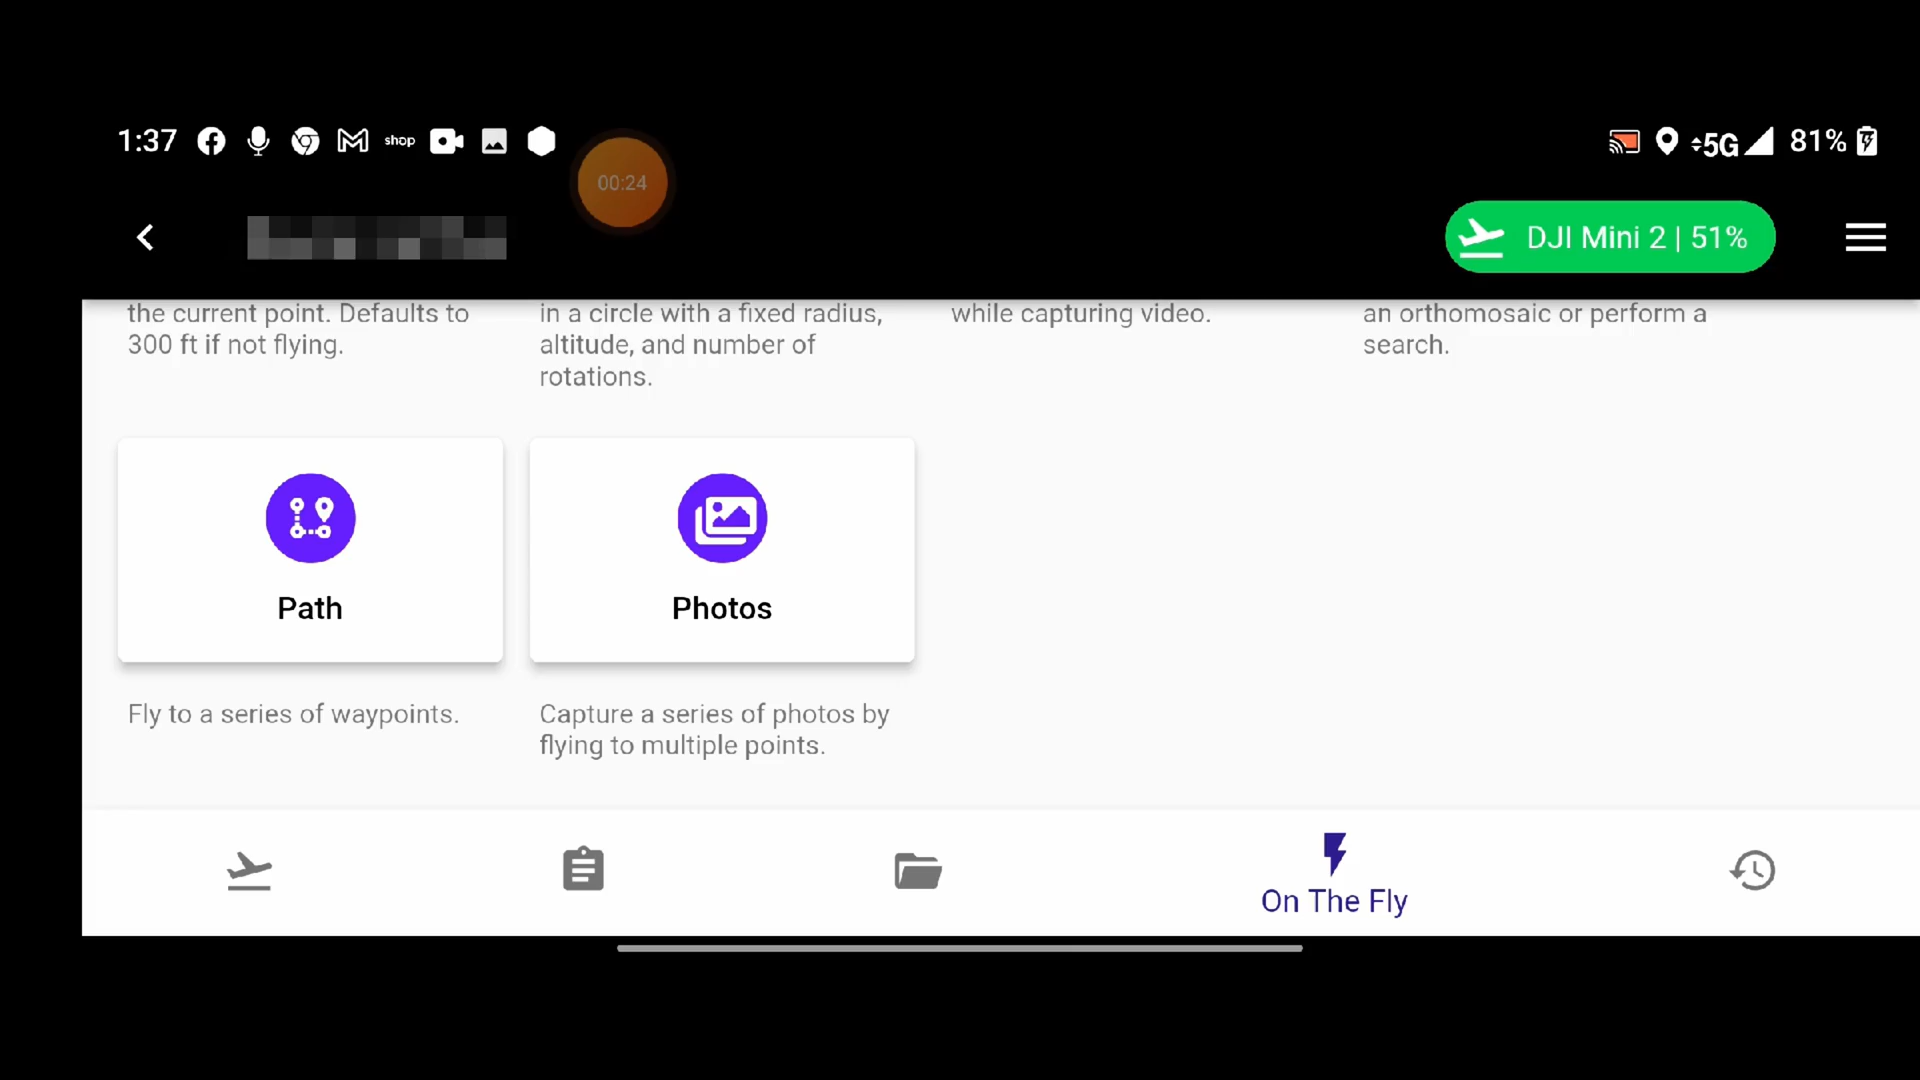 1:37
shop
00:24
5G
81%
DJI Mini 2 | 51%
the current point. Defaults to
300 ft if not flying.
in a circle with a fixed radius,
altitude, and number of
rotations.
while capturing video.
an orthomosaic or perform a
search.
Path
Photos
Fly to a series of waypoints.
Capture a series of photos by
flying to multiple points.
On The Fly